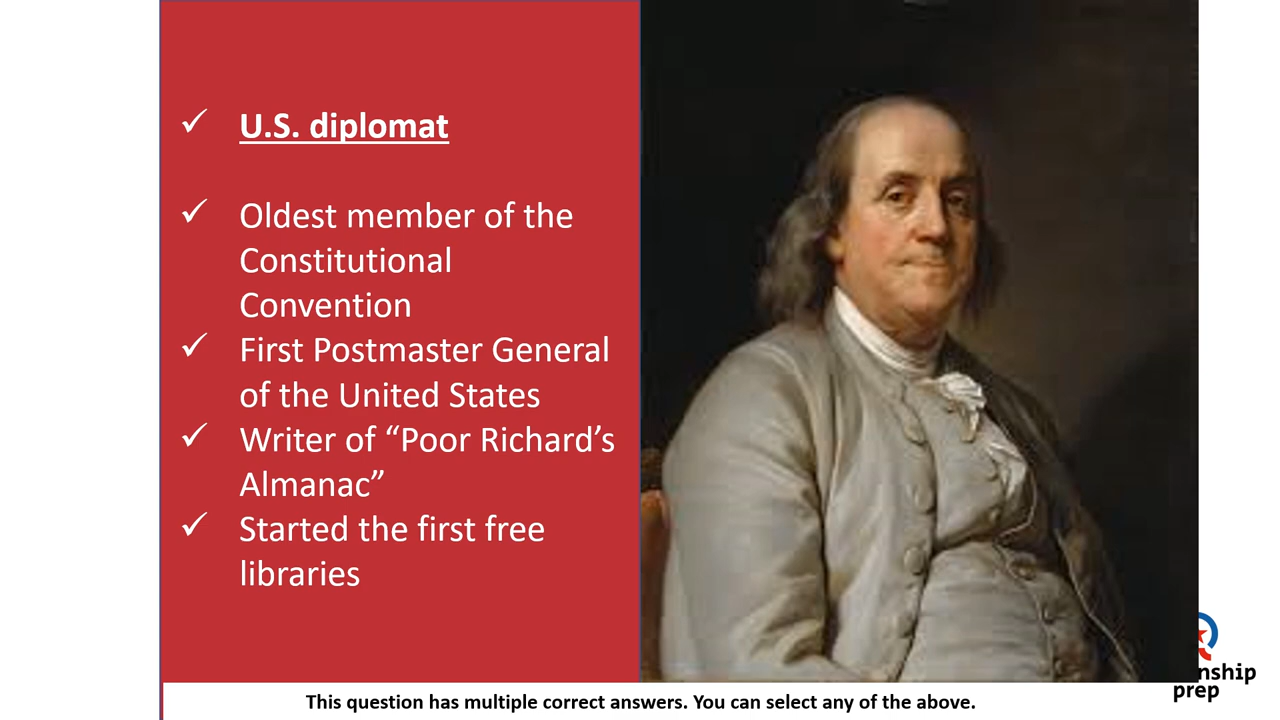 U.S. diplomat
Oldest member of the
Constitutional
Convention
First Postmaster General
of the United States
Writer of “Poor Richard’s
Almanac”
Started the first free
libraries
This question has multiple correct answers. You can select any of the above.
nship
prep